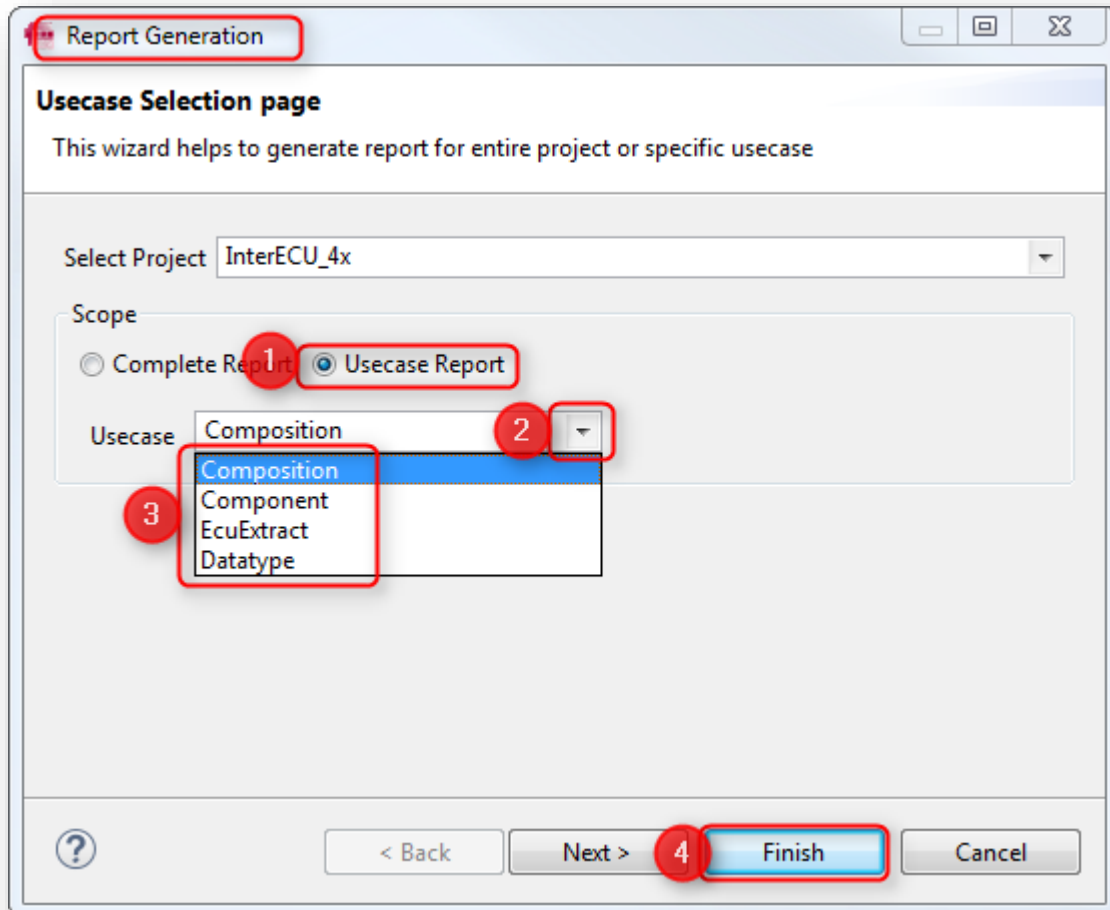 Report Generation
Usecase Selection page
This wizard helps to generate report for entire project or specific usecase
Select Project InterECU_4x
Scope
Complete Report 1 Usecase Report
Usecase Composition 2
Composition
Component
3
EcuExtract
Datatype
? < Back Next > 4 Finish Cancel